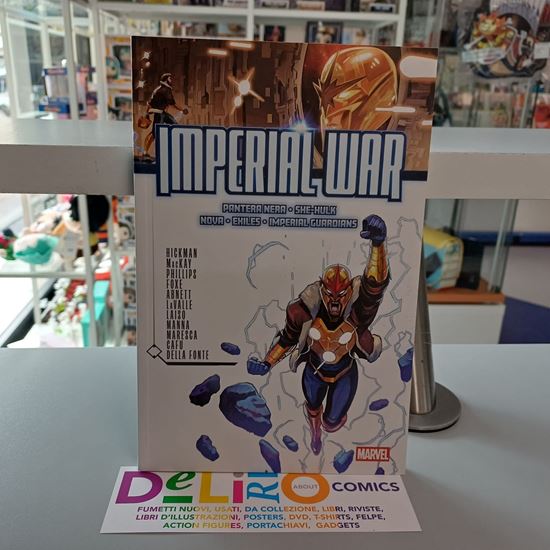 IMPERIAL WAR
PANTERA NERA • SHE-HULK
NOVA • EXILES • IMPERIAL GUARDIANS
HICKMAN
MacKAY
PHILLIPS
FOXE
ABNETT
LaVALLE
LAISO
MANNA
MARESCA
CAFU
DELLA FONTE
MARVEL
DeLiRiO ABOUT COMICS
FUMETTI NUOVI, USATI, DA COLLEZIONE, LIBRI, RIVISTE,
LIBRI D'ILLUSTRAZIONI, POSTERS, DVD, T-SHIRTS, FELPE,
ACTION FIGURES, PORTACHIAVI, GADGETS